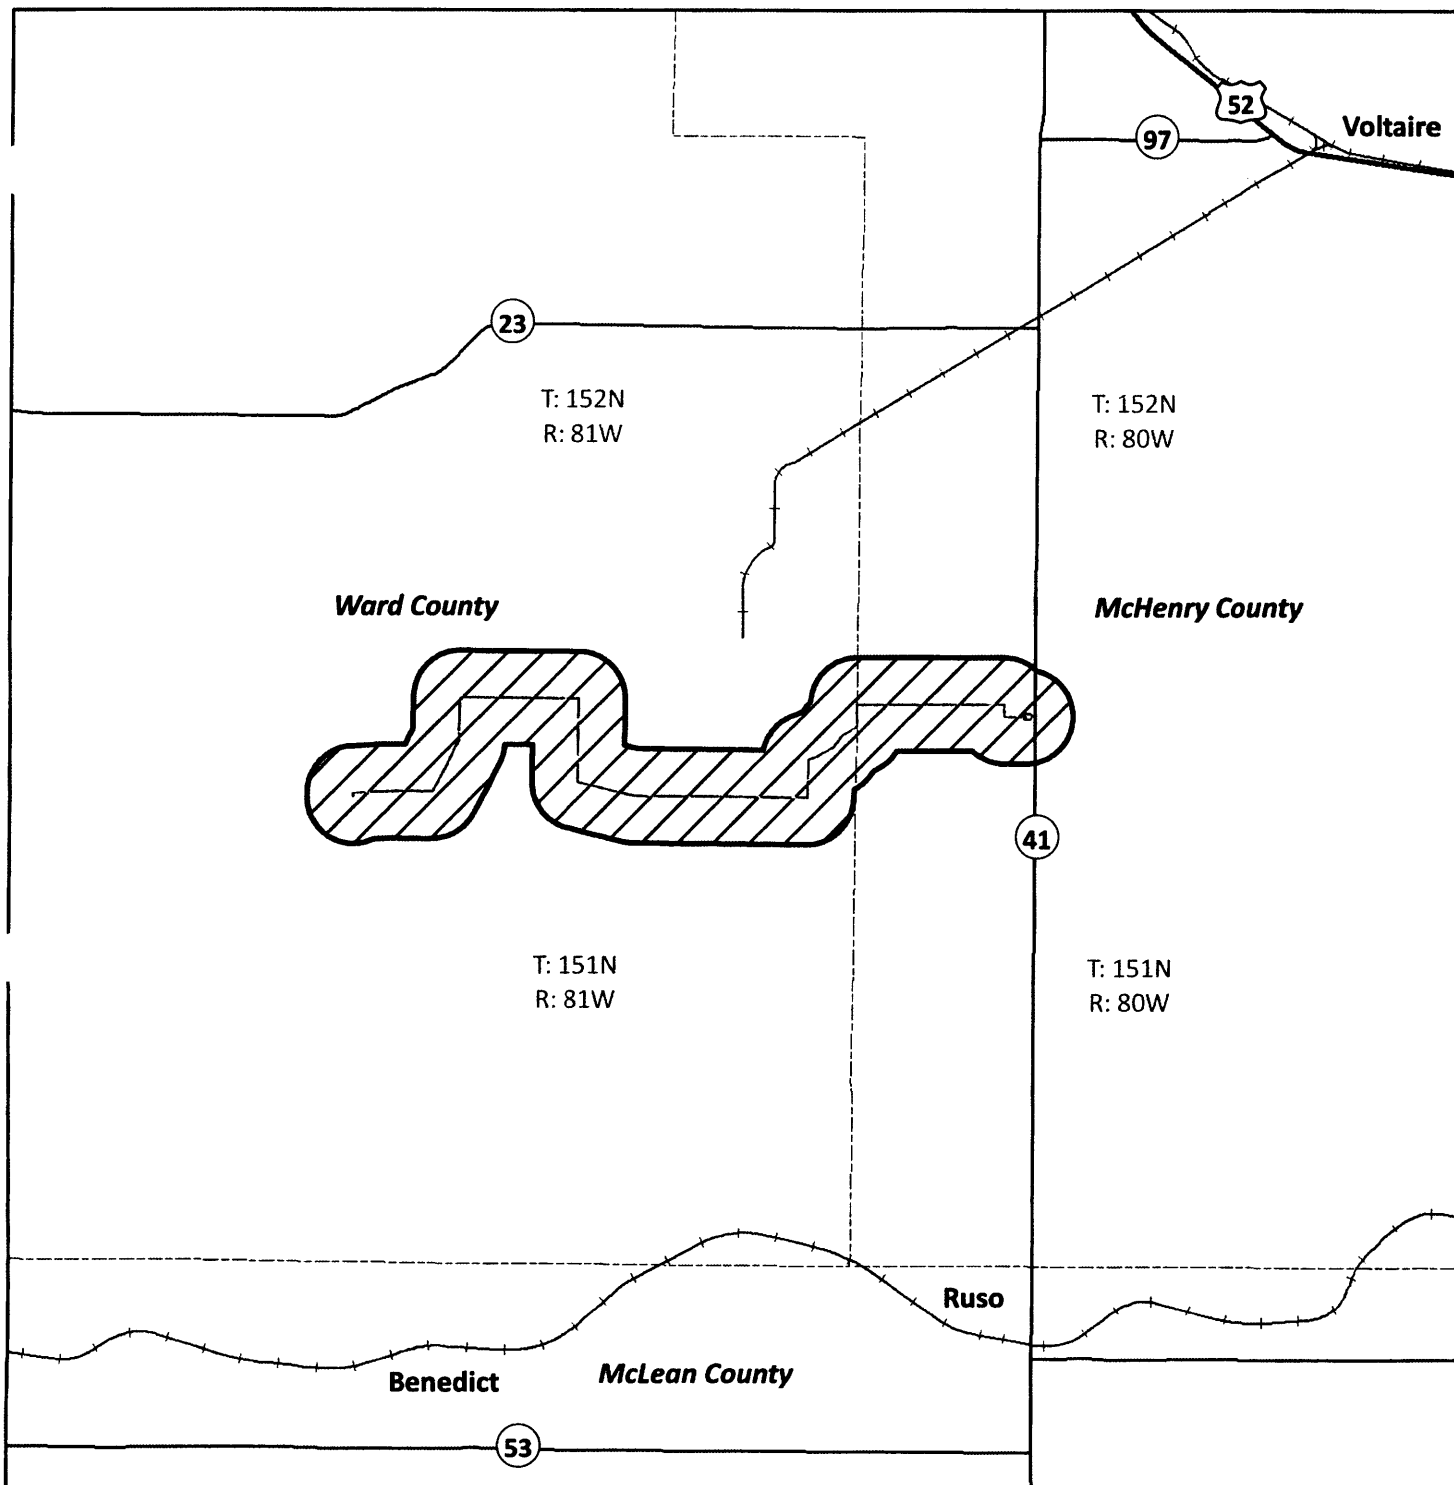 52
Voltaire
97
23
T: 152N
R: 81W
T: 152N
R: 80W
Ward County
McHenry County
41
T: 151N
R: 81W
T: 151N
R: 80W
Ruso
Benedict
McLean County
53